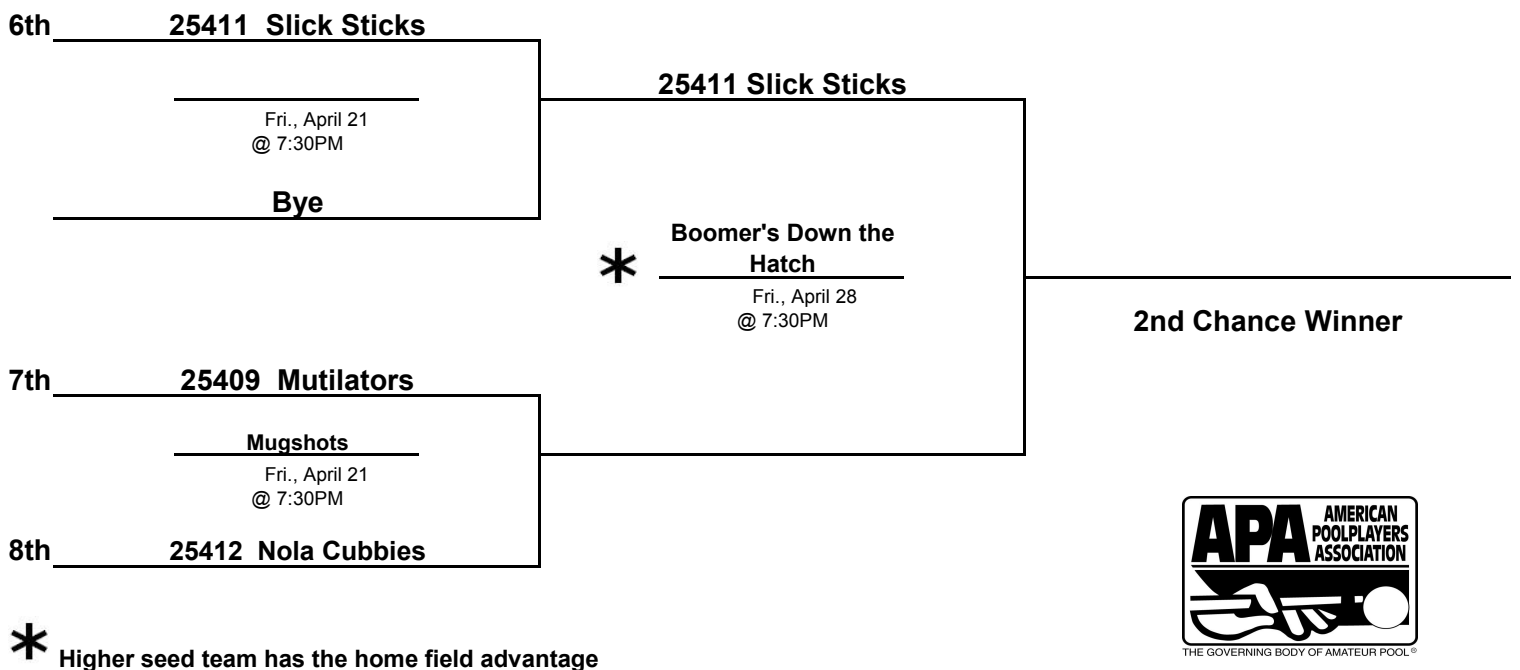 6th 25411 Slick Sticks
25411 Slick Sticks
Fri., April 21
@ 7:30PM
Bye
Boomer's Down the
Hatch
* Fri., April 28
@ 7:30PM
2nd Chance Winner
7th 25409 Mutilators
Mugshots
Fri., April 21
@ 7:30PM
8th 25412 Nola Cubbies
* Higher seed team has the home field advantage
APA AMERICAN
POOLPLAYERS
ASSOCIATION
THE GOVERNING BODY OF AMATEUR POOL®